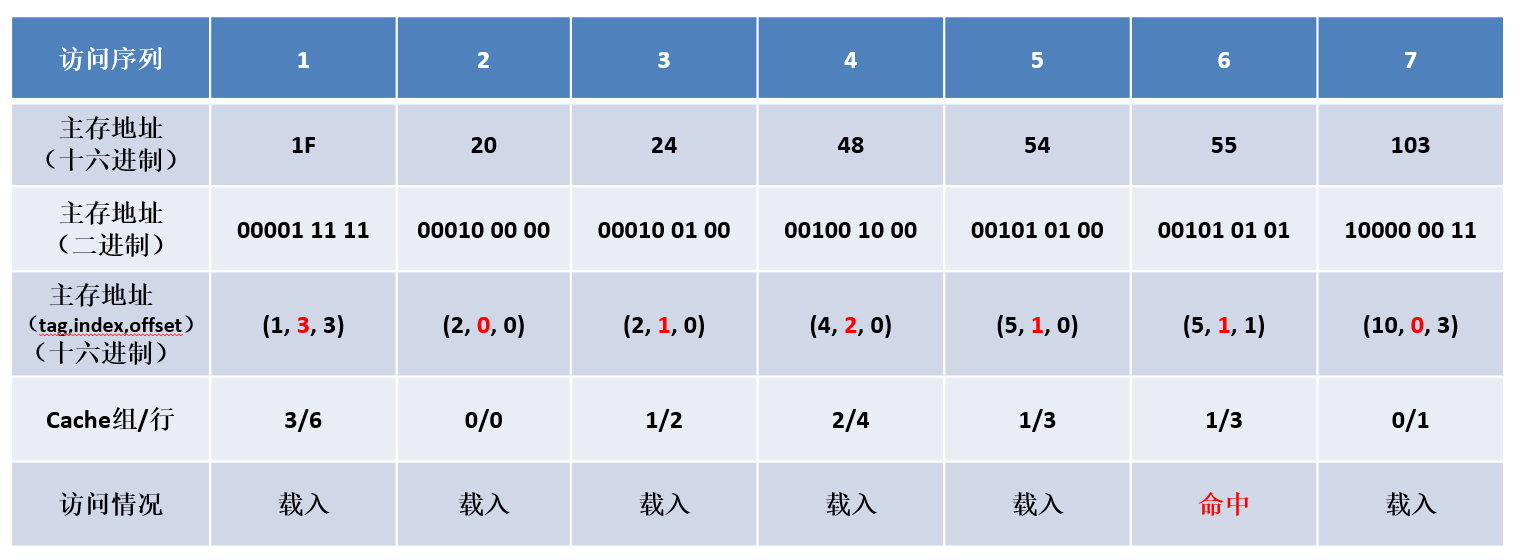 访问序列 1 2 3 4 5 6 7
主存地址
（十六进制） 1F 20 24 48 54 55 103
主存地址
（二进制） 00001 11 11 00010 00 00 00010 01 00 00100 10 00 00101 01 00 00101 01 01 10000 00 11
主存地址
（tag,index,offset） (1, 3, 3) (2, 0, 0) (2, 1, 0) (4, 2, 0) (5, 1, 0) (5, 1, 1) (10, 0, 3)
（十六进制）
Cache组/行 3/6 0/0 1/2 2/4 1/3 1/3 0/1
访问情况 载入 载入 载入 载入 载入 命中 载入